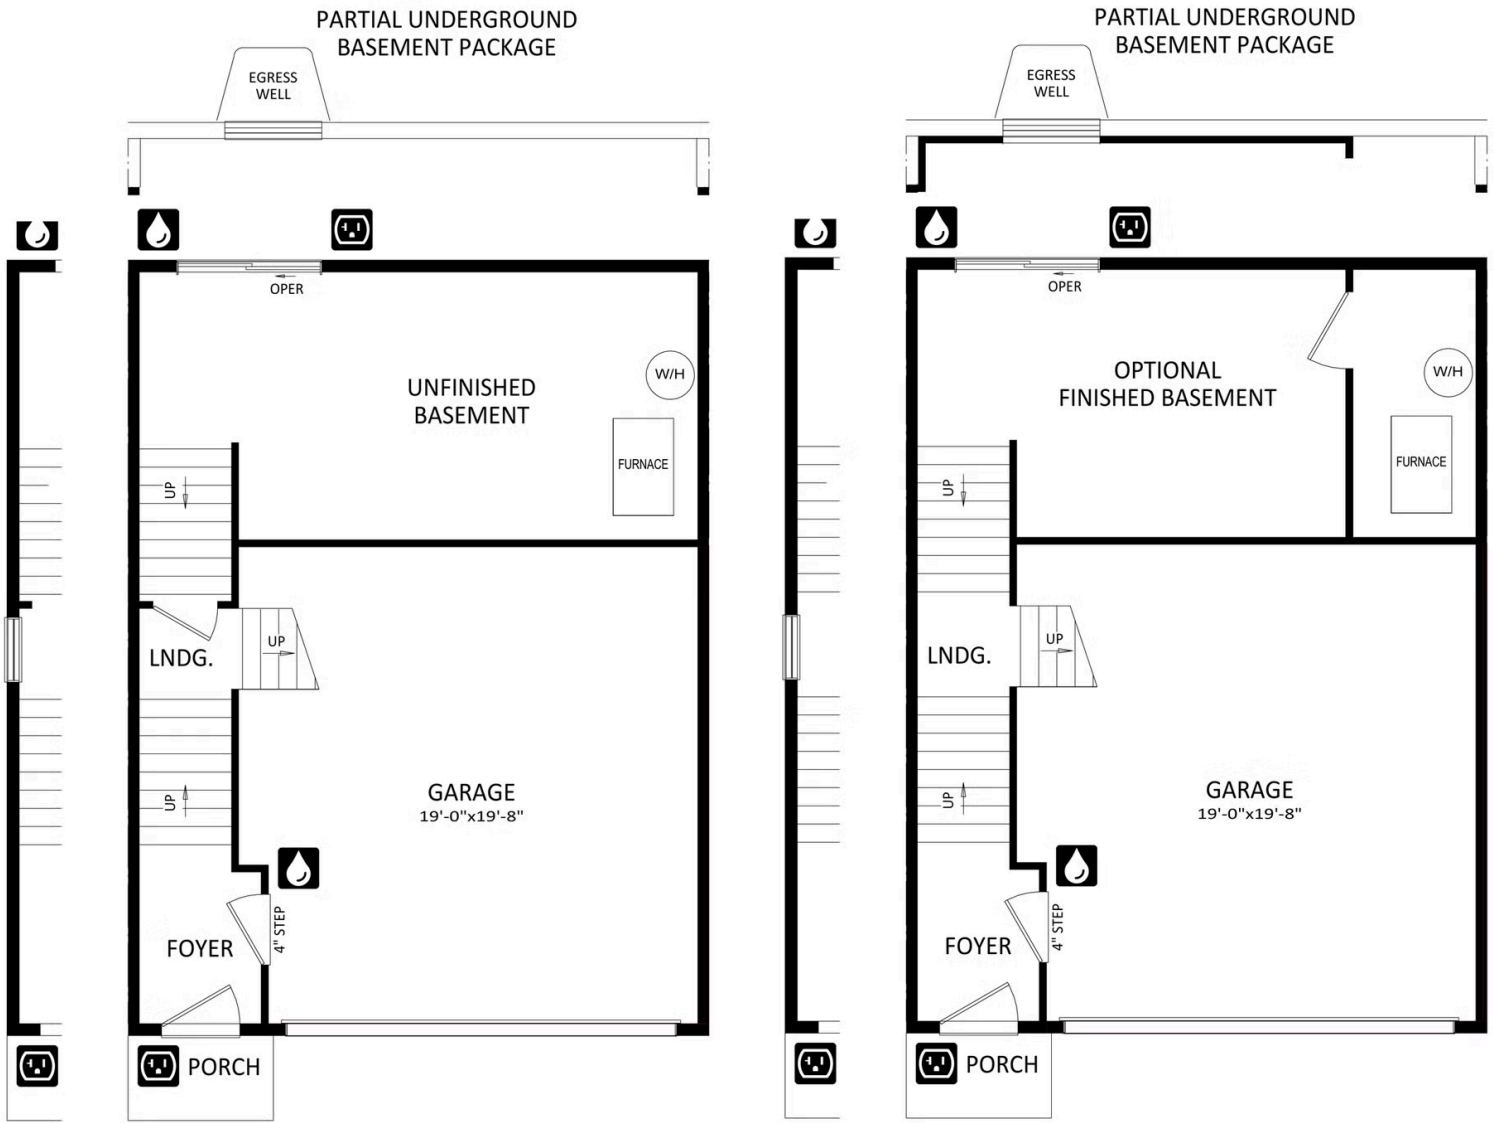 PARTIAL UNDERGROUND
BASEMENT PACKAGE
EGRESS
WELL
OPER
UNFINISHED
BASEMENT
W/H
FURNACE
UP
UP
LNDG.
UP
GARAGE
19'-0"x19'-8"
4" STEP
FOYER
PORCH
PARTIAL UNDERGROUND
BASEMENT PACKAGE
EGRESS
WELL
OPER
OPTIONAL
FINISHED BASEMENT
W/H
FURNACE
UP
UP
LNDG.
UP
GARAGE
19'-0"x19'-8"
4" STEP
FOYER
PORCH